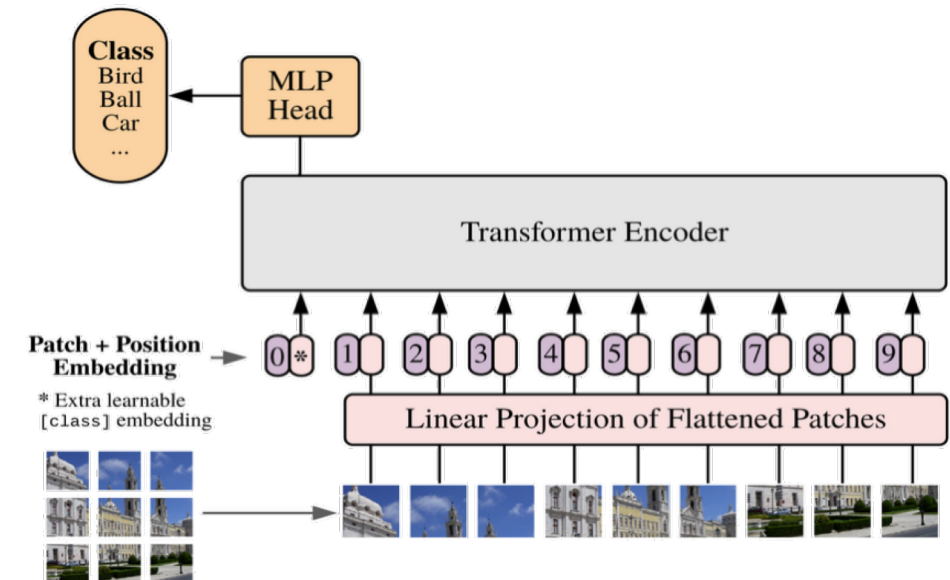 Class
Bird
Ball
Car
...
MLP
Head
Transformer Encoder
Patch + Position
Embedding
0 * 1 2 3 4 5 6 7 8 9
* Extra learnable
[class] embedding
Linear Projection of Flattened Patches